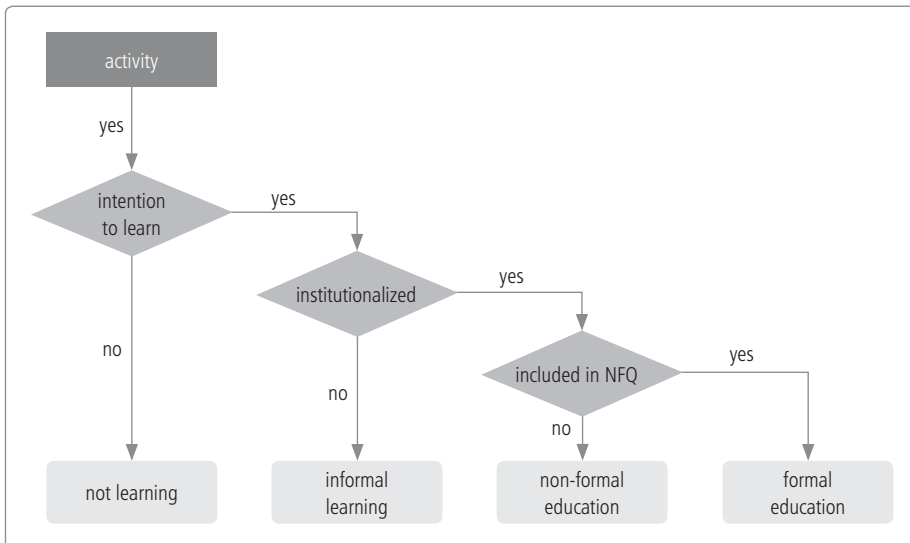 activity
yes
intention
to learn
yes
institutionalized
yes
included in NFQ
yes
no
no
no
not learning
informal
learning
non-formal
education
formal
education